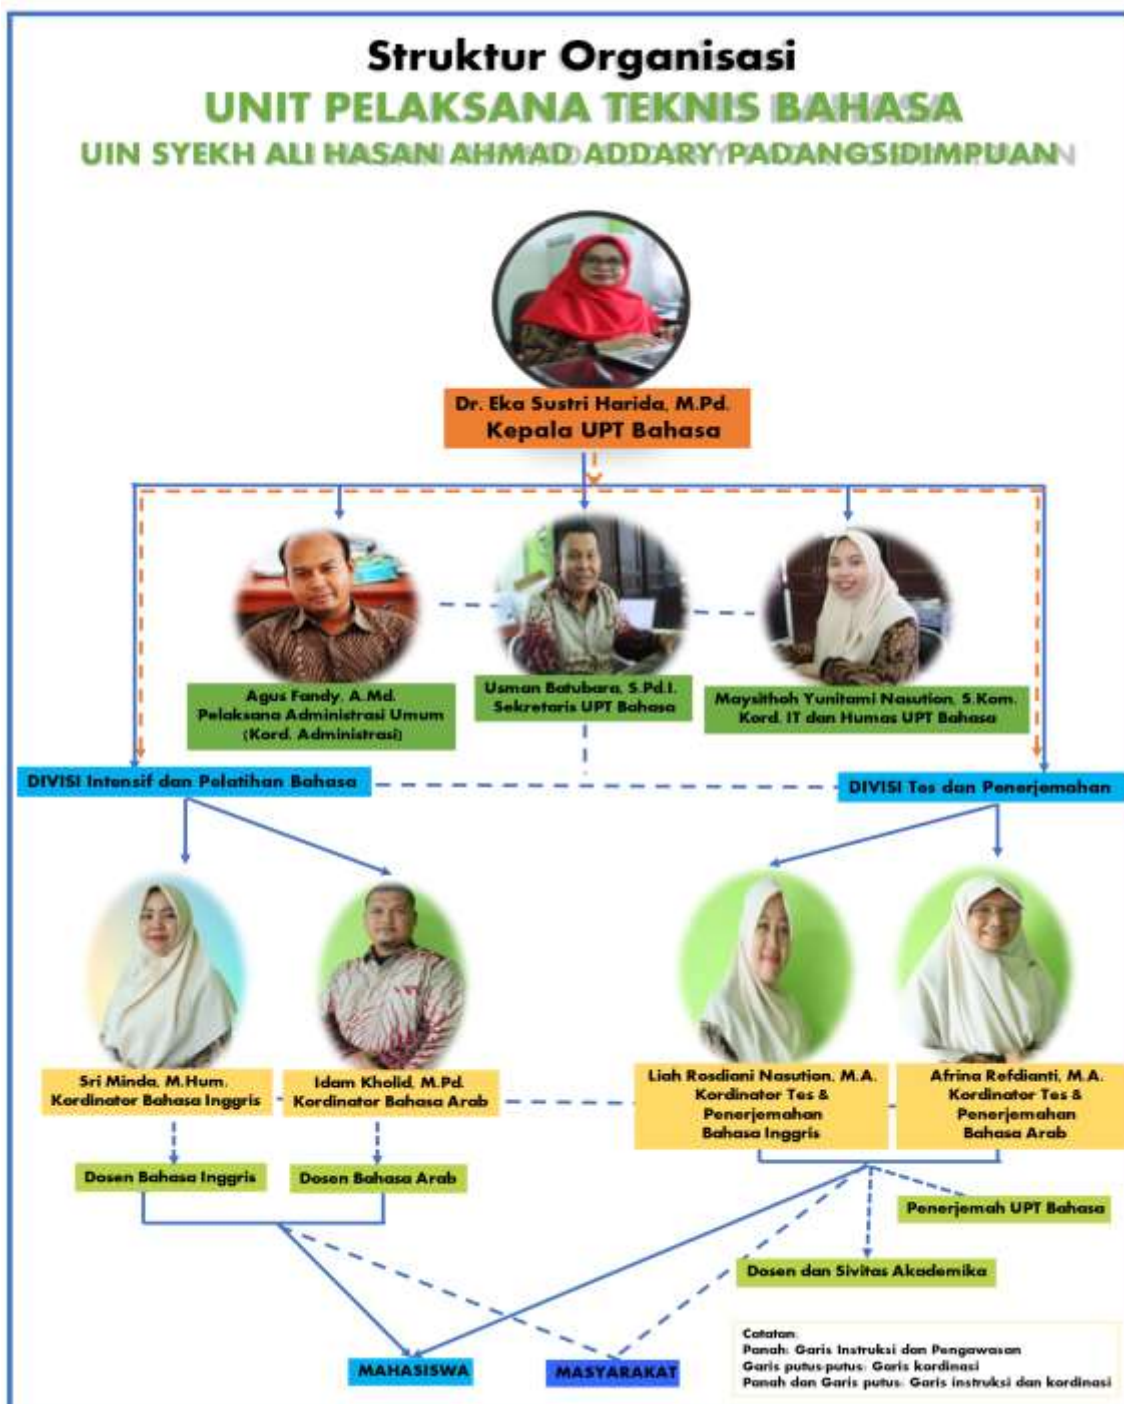 Struktur Organisasi
UNIT PELAKSANA TEKNIS BAHASA
UIN SYEKH ALI HASAN AHMAD ADDARY PADANGSIDIMPUAN
Dr. Eka Sustri Harida, M.Pd.
Kepala UPT Bahasa
Agus Fandy, A.Md.
Pelaksana Administrasi Umum
(Kord. Administrasi)
Usman Batubara, S.Pd.I.
Sekretaris UPT Bahasa
Maysithoh Yunitami Nasution, S.Kom.
Kord. IT dan Humas UPT Bahasa
DIVISI Intensif dan Pelatihan Bahasa
DIVISI Tes dan Penerjemahan
Sri Minda, M.Hum.
Kordinator Bahasa Inggris
Idam Kholid, M.Pd.
Kordinator Bahasa Arab
Liah Rosdiani Nasution, M.A.
Kordinator Tes &
Penerjemahan
Bahasa Inggris
Afrina Refdianti, M.A.
Kordinator Tes &
Penerjemahan
Bahasa Arab
Dosen Bahasa Inggris
Dosen Bahasa Arab
Penerjemah UPT Bahasa
Dosen dan Sivitas Akademika
MAHASISWA
MASYARAKAT
Catatan:
Panah: Garis Instruksi dan Pengawasan
Garis putus-putus: Garis kordinasi
Panah dan Garis putus: Garis instruksi dan kordinasi